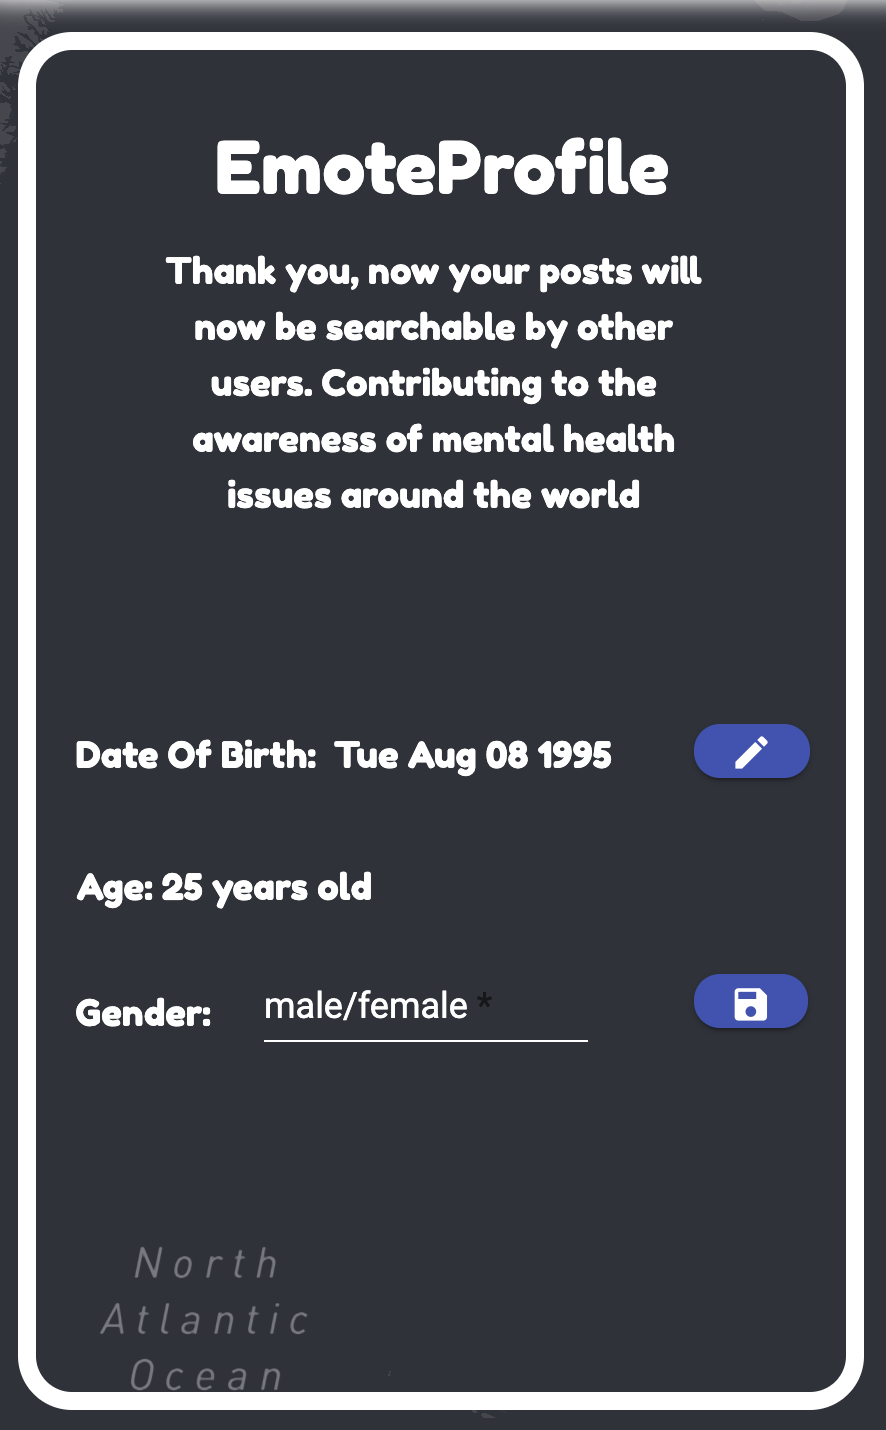 EmoteProfile
Thank you, now your posts will
now be searchable by other
users. Contributing to the
awareness of mental health
issues around the world
Date Of Birth: Tue Aug 08 1995
Age: 25 years old
Gender: male/female *
North
Atlantic
Ocean